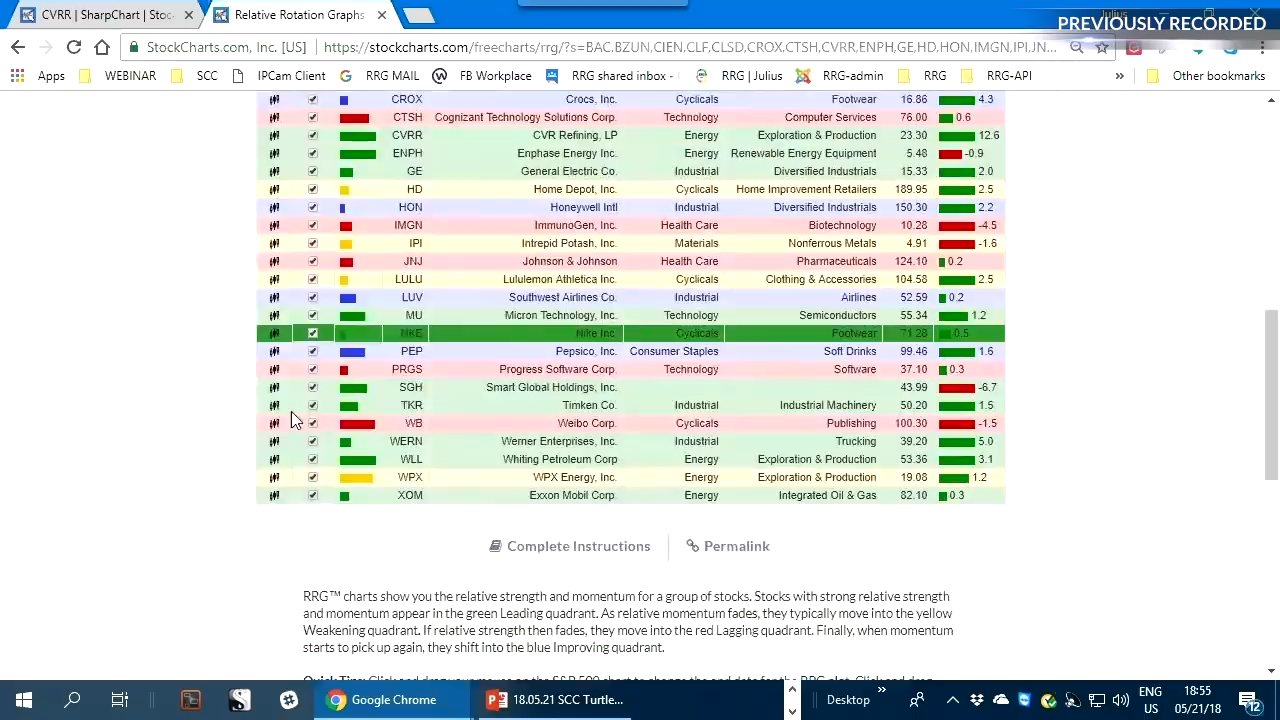 CVRR | SharpChart | Stoc
Relative Rotation Graphs
Julius
PREVIOUSLY RECORDED
StockCharts.com, Inc. [US] https://stockcharts.com/freecharts/rrg/?s=BAC,BZUN,CIEN,CLF,CLSD,CROX,CTSH,CVRR,ENPH,GE,HD,HON,IMGN,IPI,JN...
Apps WEBINAR SCC IPCam Client RRG MAIL FB Workplace RRG shared inbox - RRG | Julius RRG-admin RRG RRG-API » Other bookmarks
CROX Crocs, Inc. Cyclicals Footwear 16.86 4.3
CTSH Cognizant Technology Solutions Corp. Technology Computer Services 76.00 0.6
CVRR CVR Refining, LP Energy Exploration & Production 23.30 12.6
ENPH Enphase Energy Inc. Energy Renewable Energy Equipment 5.48 -0.9
GE General Electric Co. Industrial Diversified Industrials 15.33 2.0
HD Home Depot, Inc. Cyclicals Home Improvement Retailers 189.95 2.5
HON Honeywell Intl Industrial Diversified Industrials 150.30 2.2
IMGN ImmunoGen, Inc. Health Care Biotechnology 10.28 -4.5
IPI Intrepid Potash, Inc. Materials Nonferrous Metals 4.91 -1.6
JNJ Johnson & Johnson Health Care Pharmaceuticals 124.10 0.2
LULU Lululemon Athletica Inc. Cyclicals Clothing & Accessories 104.58 2.5
LUV Southwest Airlines Co. Industrial Airlines 52.59 0.2
MU Micron Technology, Inc. Technology Semiconductors 55.34 1.2
NKE Nike Inc. Cyclicals Footwear 71.28 0.5
PEP Pepsico, Inc. Consumer Staples Soft Drinks 99.46 1.6
PRGS Progress Software Corp. Technology Software 37.10 0.3
SGH Smart Global Holdings, Inc. 43.99 -6.7
TKR Timken Co. Industrial Industrial Machinery 50.20 1.5
WB Weibo Corp. Cyclicals Publishing 100.30 -1.5
WERN Werner Enterprises, Inc. Industrial Trucking 39.20 5.0
WLL Whiting Petroleum Corp Energy Exploration & Production 53.36 3.1
WPX WPX Energy, Inc. Energy Exploration & Production 19.08 1.2
XOM Exxon Mobil Corp. Energy Integrated Oil & Gas 82.10 0.3
Complete Instructions Permalink
RRG™ charts show you the relative strength and momentum for a group of stocks. Stocks with strong relative strength
and momentum appear in the green Leading quadrant. As relative momentum fades, they typically move into the yellow
Weakening quadrant. If relative strength then fades, they move into the red Lagging quadrant. Finally, when momentum
starts to pick up again, they shift into the blue Improving quadrant.
Google Chrome 18.05.21 SCC Turtle... Desktop » ENG 18:55
US 05/21/18 12